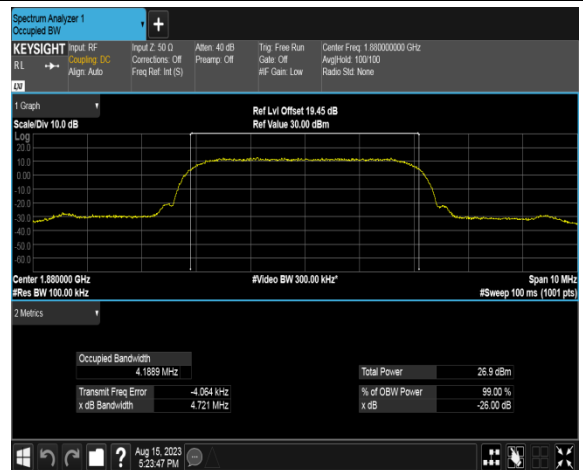 Spectrum Analyzer 1
Occupied BW
KEYSIGHT
RL
Input: RF
Coupling: DC
Align: Auto
Input Z: 50 Ω
Corrections: Off
Freq Ref: Int (S)
Atten: 40 dB
Preamp: Off
Trig: Free Run
Gate: Off
#IF Gain: Low
Center Freq: 1.880000000 GHz
Avg|Hold: 100/100
Radio Std: None
LXI
1 Graph
Scale/Div 10.0 dB
Ref Lvl Offset 19.45 dB
Ref Value 30.00 dBm
Log
20.0
10.0
0.00
-10.0
-20.0
-30.0
-40.0
-50.0
-60.0
Center 1.880000 GHz
#Res BW 100.00 kHz
#Video BW 300.00 kHz*
Span 10 MHz
#Sweep 100 ms (1001 pts)
2 Metrics
Occupied Bandwidth
4.1889 MHz
Total Power 26.9 dBm
Transmit Freq Error -4.064 kHz
% of OBW Power 99.00 %
x dB Bandwidth 4.721 MHz
x dB -26.00 dB
?
Aug 15, 2023
5:23:47 PM